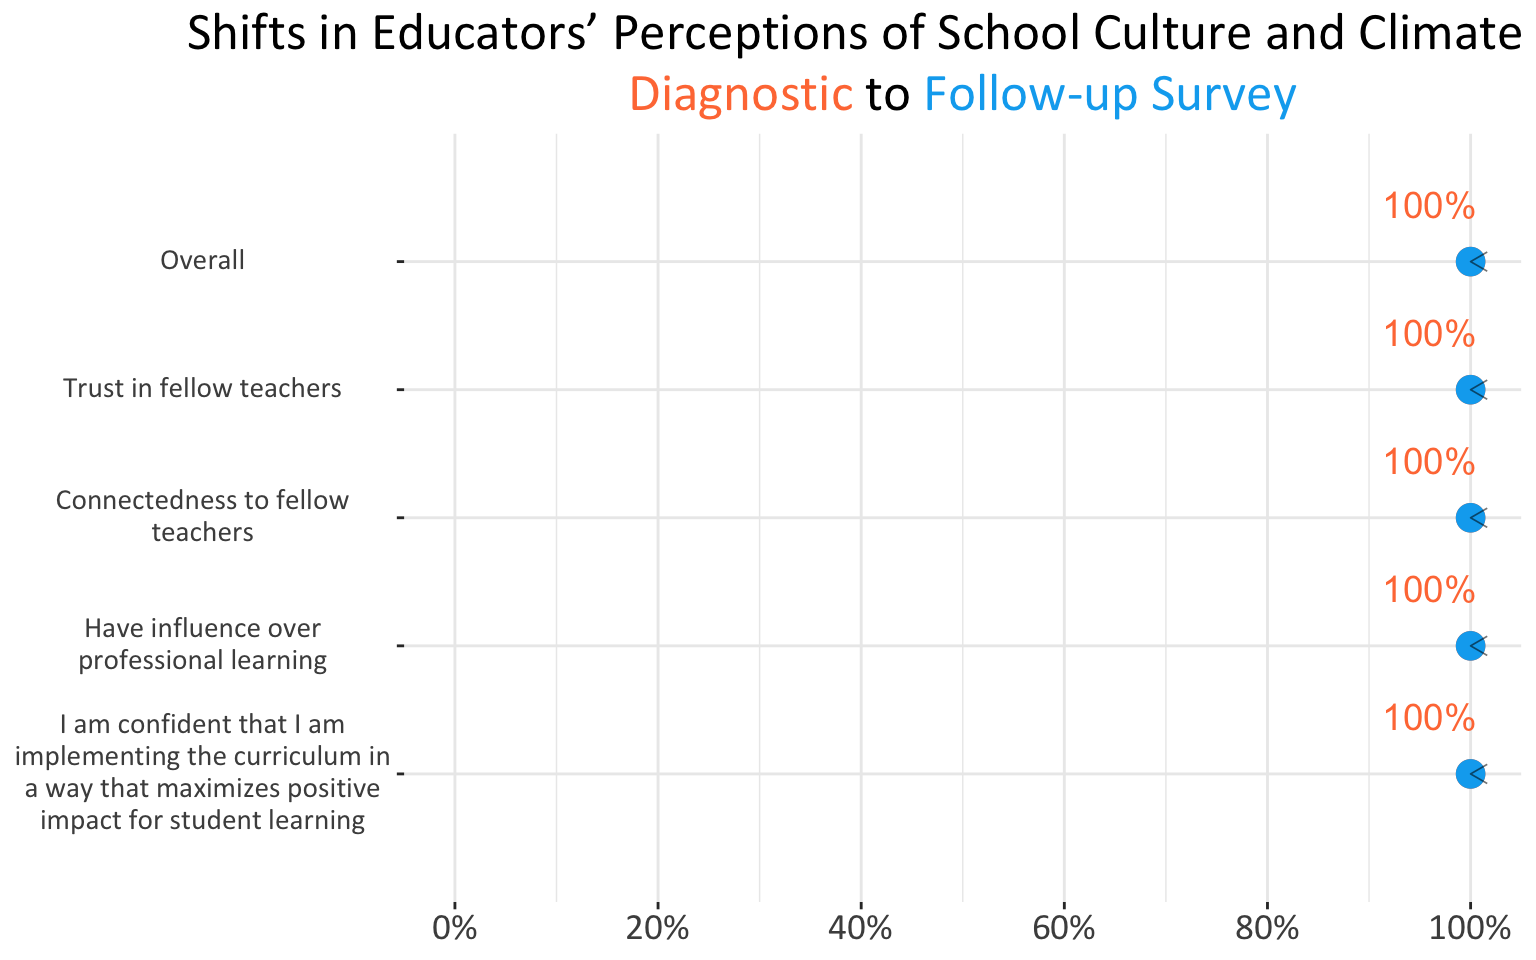 Shifts in Educators’ Perceptions of School Culture and Climate
Diagnostic to Follow-up Survey
100%
Overall
100%
Trust in fellow teachers
100%
Connectedness to fellow
teachers
100%
Have influence over
professional learning
100%
I am confident that I am
implementing the curriculum in
a way that maximizes positive
impact for student learning
0% 20% 40% 60% 80% 100%